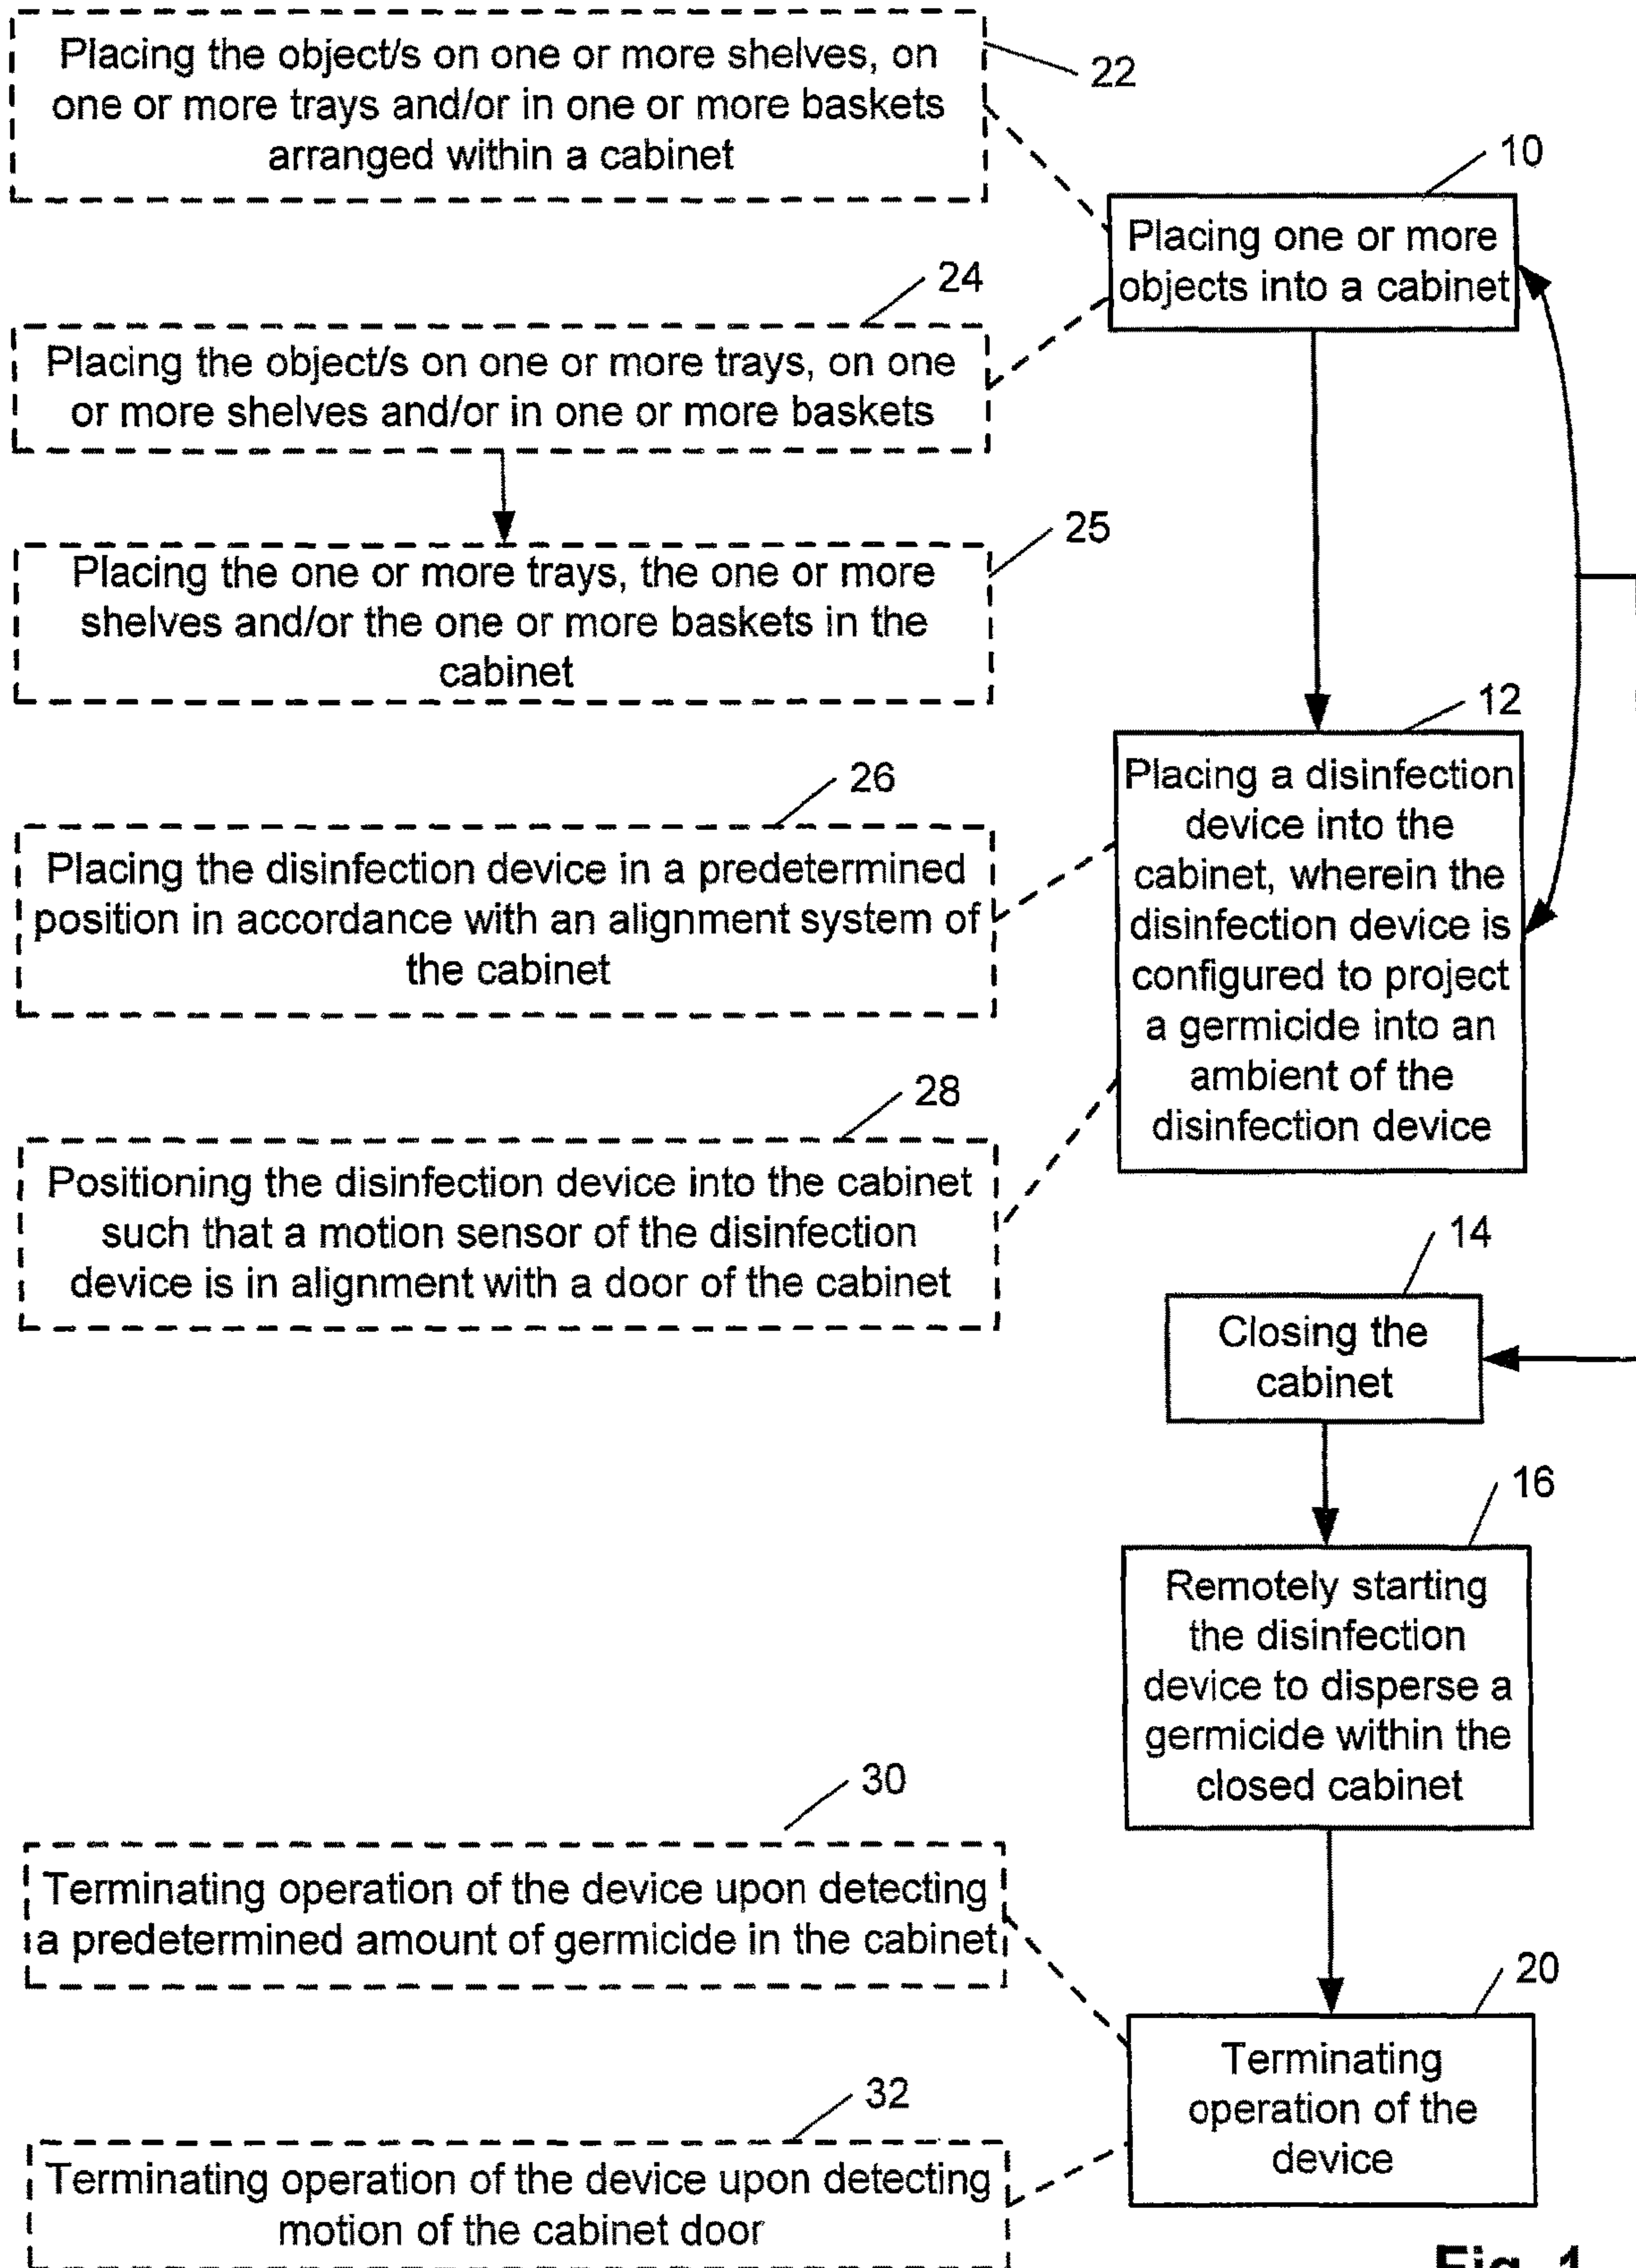 Placing the object/s on one or more shelves, on
one or more trays and/or in one or more baskets
arranged within a cabinet
22
10
Placing one or more
objects into a cabinet
24
Placing the object/s on one or more trays, on one
or more shelves and/or in one or more baskets
25
Placing the one or more trays, the one or more
shelves and/or the one or more baskets in the
cabinet
12
Placing a disinfection
device into the
cabinet, wherein the
disinfection device is
configured to project
a germicide into an
ambient of the
disinfection device
26
Placing the disinfection device in a predetermined
position in accordance with an alignment system of
the cabinet
28
Positioning the disinfection device into the cabinet
such that a motion sensor of the disinfection
device is in alignment with a door of the cabinet
14
Closing the
cabinet
16
Remotely starting
the disinfection
device to disperse a
germicide within the
closed cabinet
30
Terminating operation of the device upon detecting
a predetermined amount of germicide in the cabinet
20
Terminating
operation of the
device
32
Terminating operation of the device upon detecting
motion of the cabinet door
Fig. 1